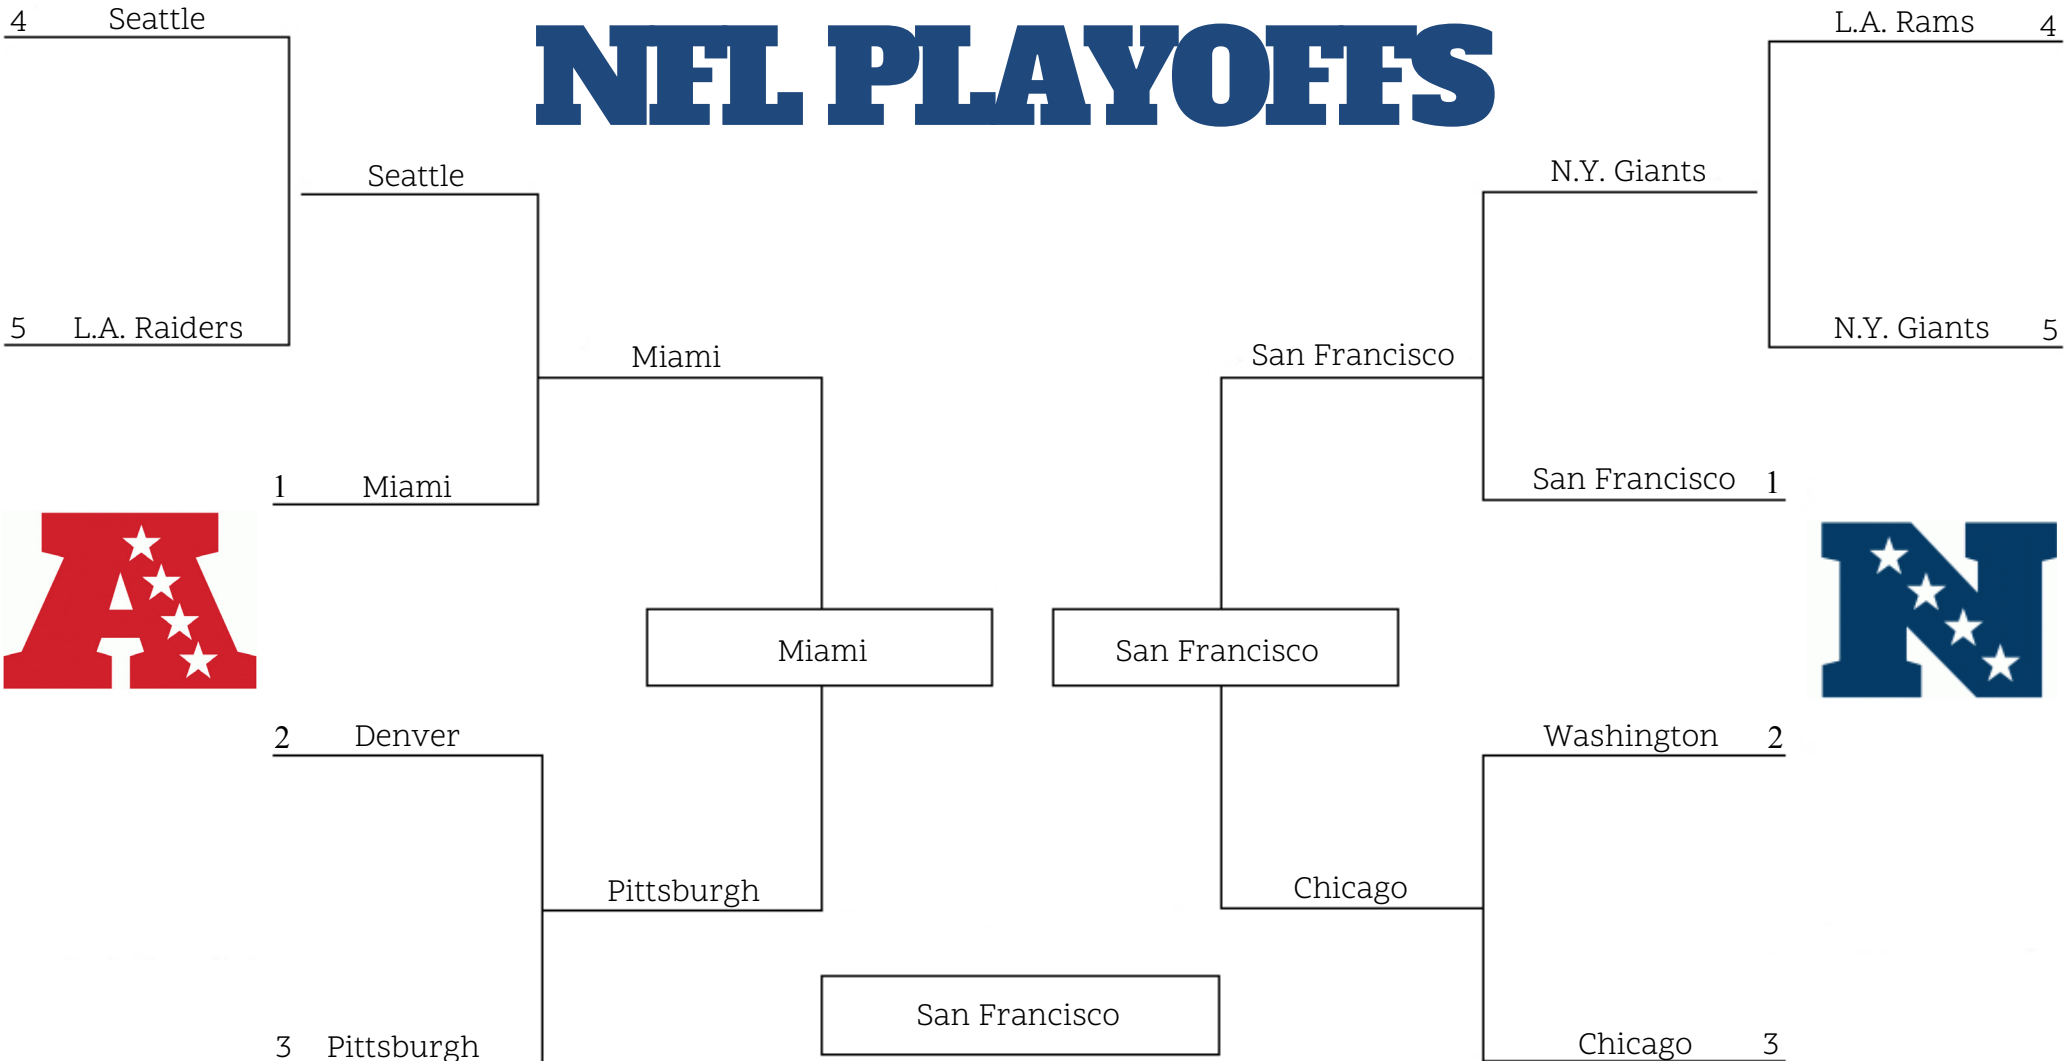 NFL PLAYOFFS
4 Seattle
L.A. Rams 4
Seattle
N.Y. Giants
5 L.A. Raiders
N.Y. Giants 5
Miami
San Francisco
1 Miami
San Francisco 1
A
N
Miami
San Francisco
2 Denver
Washington 2
Pittsburgh
Chicago
San Francisco
3 Pittsburgh
Chicago 3